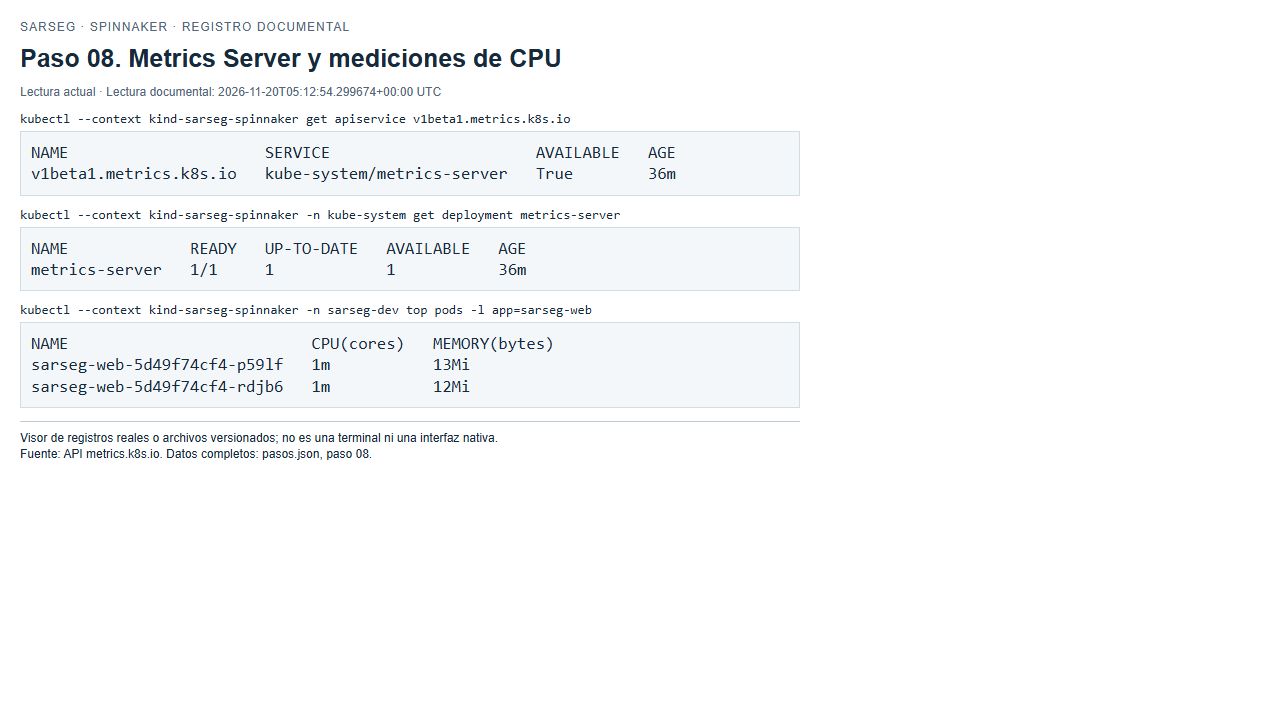 SARSEG · SPINNAKER · REGISTRO DOCUMENTAL
Paso 08. Metrics Server y mediciones de CPU
Lectura actual · Lectura documental: 2026-11-20T05:12:54.299674+00:00 UTC
kubectl --context kind-sarseg-spinnaker get apiservice v1beta1.metrics.k8s.io
NAME SERVICE AVAILABLE AGE
v1beta1.metrics.k8s.io kube-system/metrics-server True 36m
kubectl --context kind-sarseg-spinnaker -n kube-system get deployment metrics-server
NAME READY UP-TO-DATE AVAILABLE AGE
metrics-server 1/1 1 1 36m
kubectl --context kind-sarseg-spinnaker -n sarseg-dev top pods -l app=sarseg-web
NAME CPU(cores) MEMORY(bytes)
sarseg-web-5d49f74cf4-p59lf 1m 13Mi
sarseg-web-5d49f74cf4-rdjb6 1m 12Mi
Visor de registros reales o archivos versionados; no es una terminal ni una interfaz nativa.
Fuente: API metrics.k8s.io. Datos completos: pasos.json, paso 08.